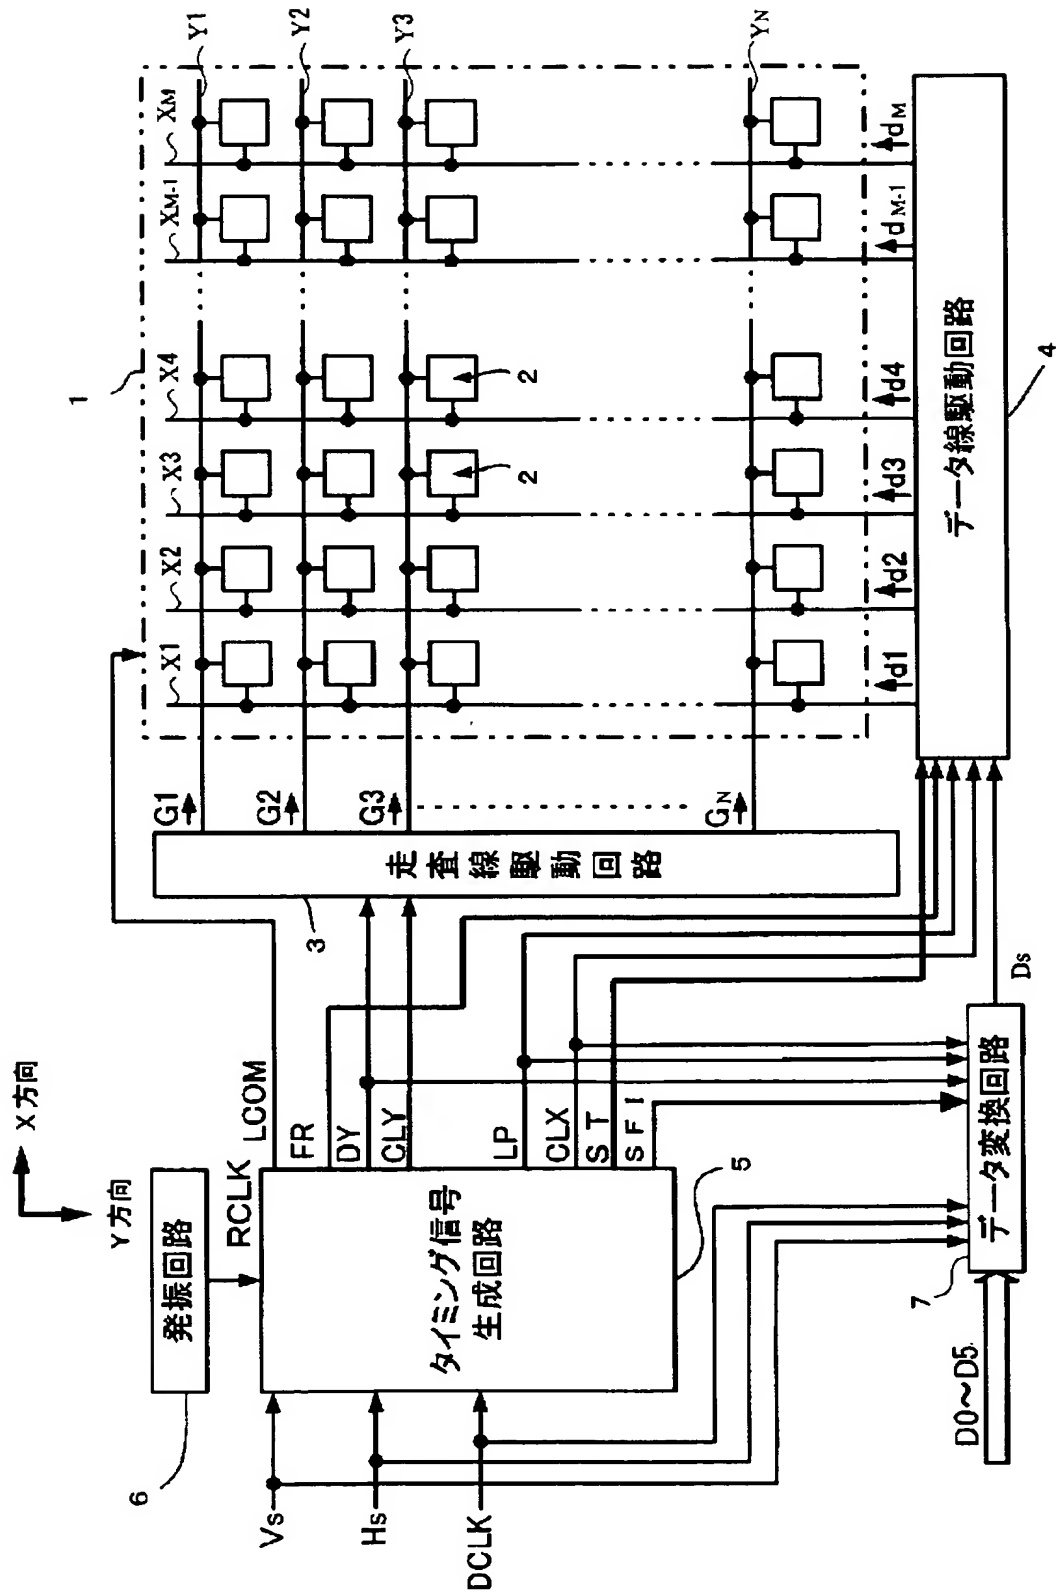 X方向
Y方向
発振回路
6
RCLK
LCOM
FR
DY
CLY
LP
CLX
ST
SFI
タイミング信号
生成回路
5
Vs
Hs
DCLK
D0~D5
データ変換回路
7
Ds
走査線駆動回路
3
G1
G2
G3
GN
1
X1
X2
X3
X4
XM-1
XM
Y1
Y2
Y3
YN
2
2
d1
d2
d3
d4
dM-1
dM
データ線駆動回路
4